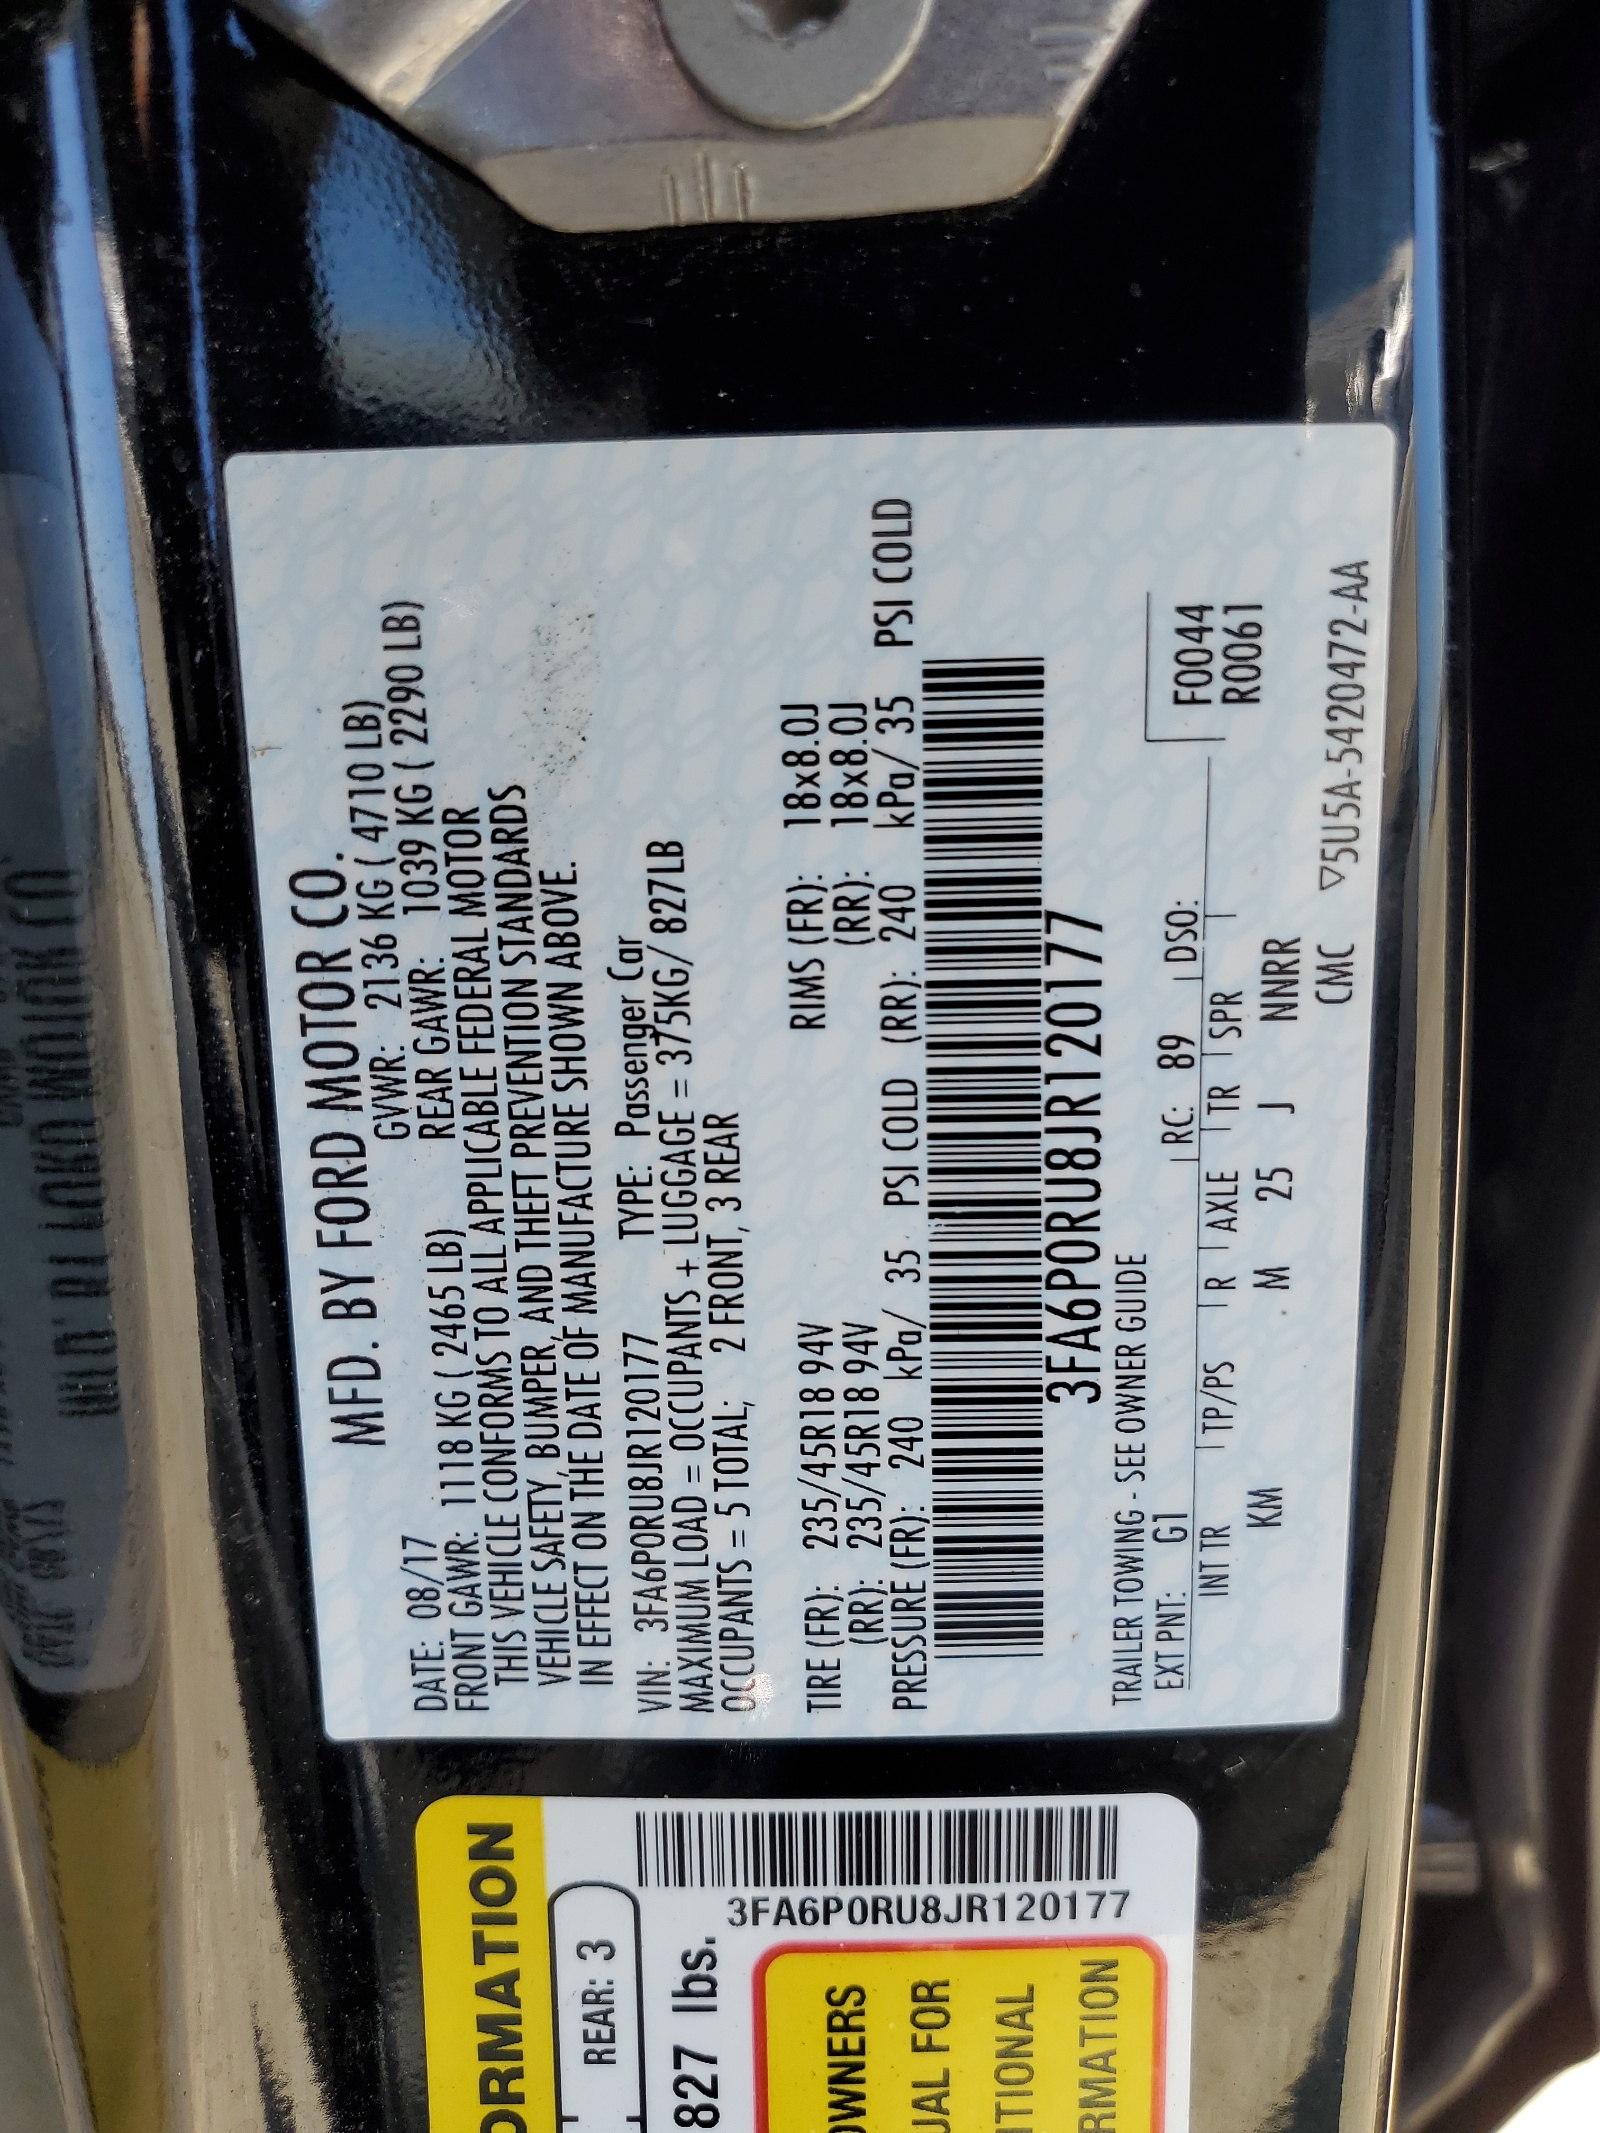 MFD. BY FORD MOTOR CO.
DATE: 08/17 GVWR: 2136 KG ( 4710 LB)
FRONT GAWR: 1118 KG ( 2465 LB) REAR GAWR: 1039 KG ( 2290 LB)
THIS VEHICLE CONFORMS TO ALL APPLICABLE FEDERAL MOTOR
VEHICLE SAFETY, BUMPER, AND THEFT PREVENTION STANDARDS
IN EFFECT ON THE DATE OF MANUFACTURE SHOWN ABOVE.
VIN: 3FA6P0RU8JR120177 TYPE: Passenger Car
MAXIMUM LOAD = OCCUPANTS + LUGGAGE = 375KG/ 827LB
OCCUPANTS = 5 TOTAL; 2 FRONT, 3 REAR
TIRE (FR): 235/45R18 94V RIMS (FR): 18x8.0J
(RR): 235/45R18 94V (RR): 18x8.0J
PRESSURE (FR): 240 kPa/ 35 PSI COLD (RR): 240 kPa/ 35 PSI COLD
3FA6P0RU8JR120177
TRAILER TOWING - SEE OWNER GUIDE
EXT PNT: G1 RC: 89 DSO: F0044
INT TR TP/PS R AXLE TR SPR R0061
KM M 25 J NNRR
CMC ▽5U5A-5420472-AA
ORMATION
REAR: 3
827 lbs.
3FA6P0RU8JR120177
OWNERS
UAL FOR
ITIONAL
RMATION